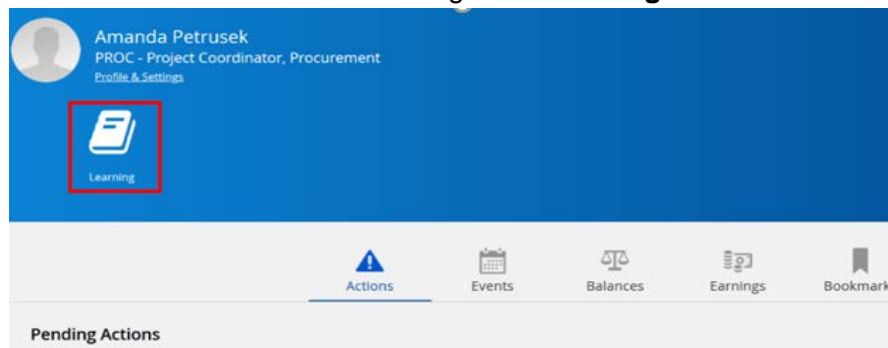 Amanda Petrusek
PROC - Project Coordinator, Procurement
Profile & Settings
Learning
Actions Events Balances Earnings Bookmark
Pending Actions